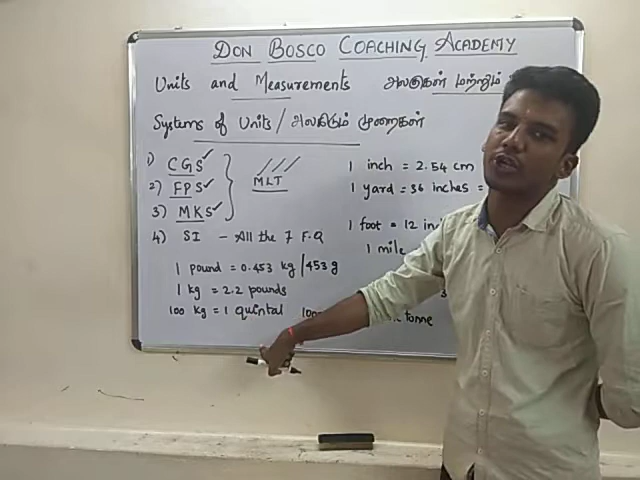 DON BOSCO COACHING ACADEMY
Units and Measurements அலகுகள் மற்றும்
Systems of Units / அலகிடும் முறைகள்
1) CGS✓
2) FPS✓
3) MKS✓
MLT
4) SI - All the 7 F.Q
1 pound = 0.453 kg / 453 g
1 kg = 2.2 pounds
100 kg = 1 quintal
1 inch = 2.54 cm
1 yard = 36 inches =
1 foot = 12
1 mile
tonne